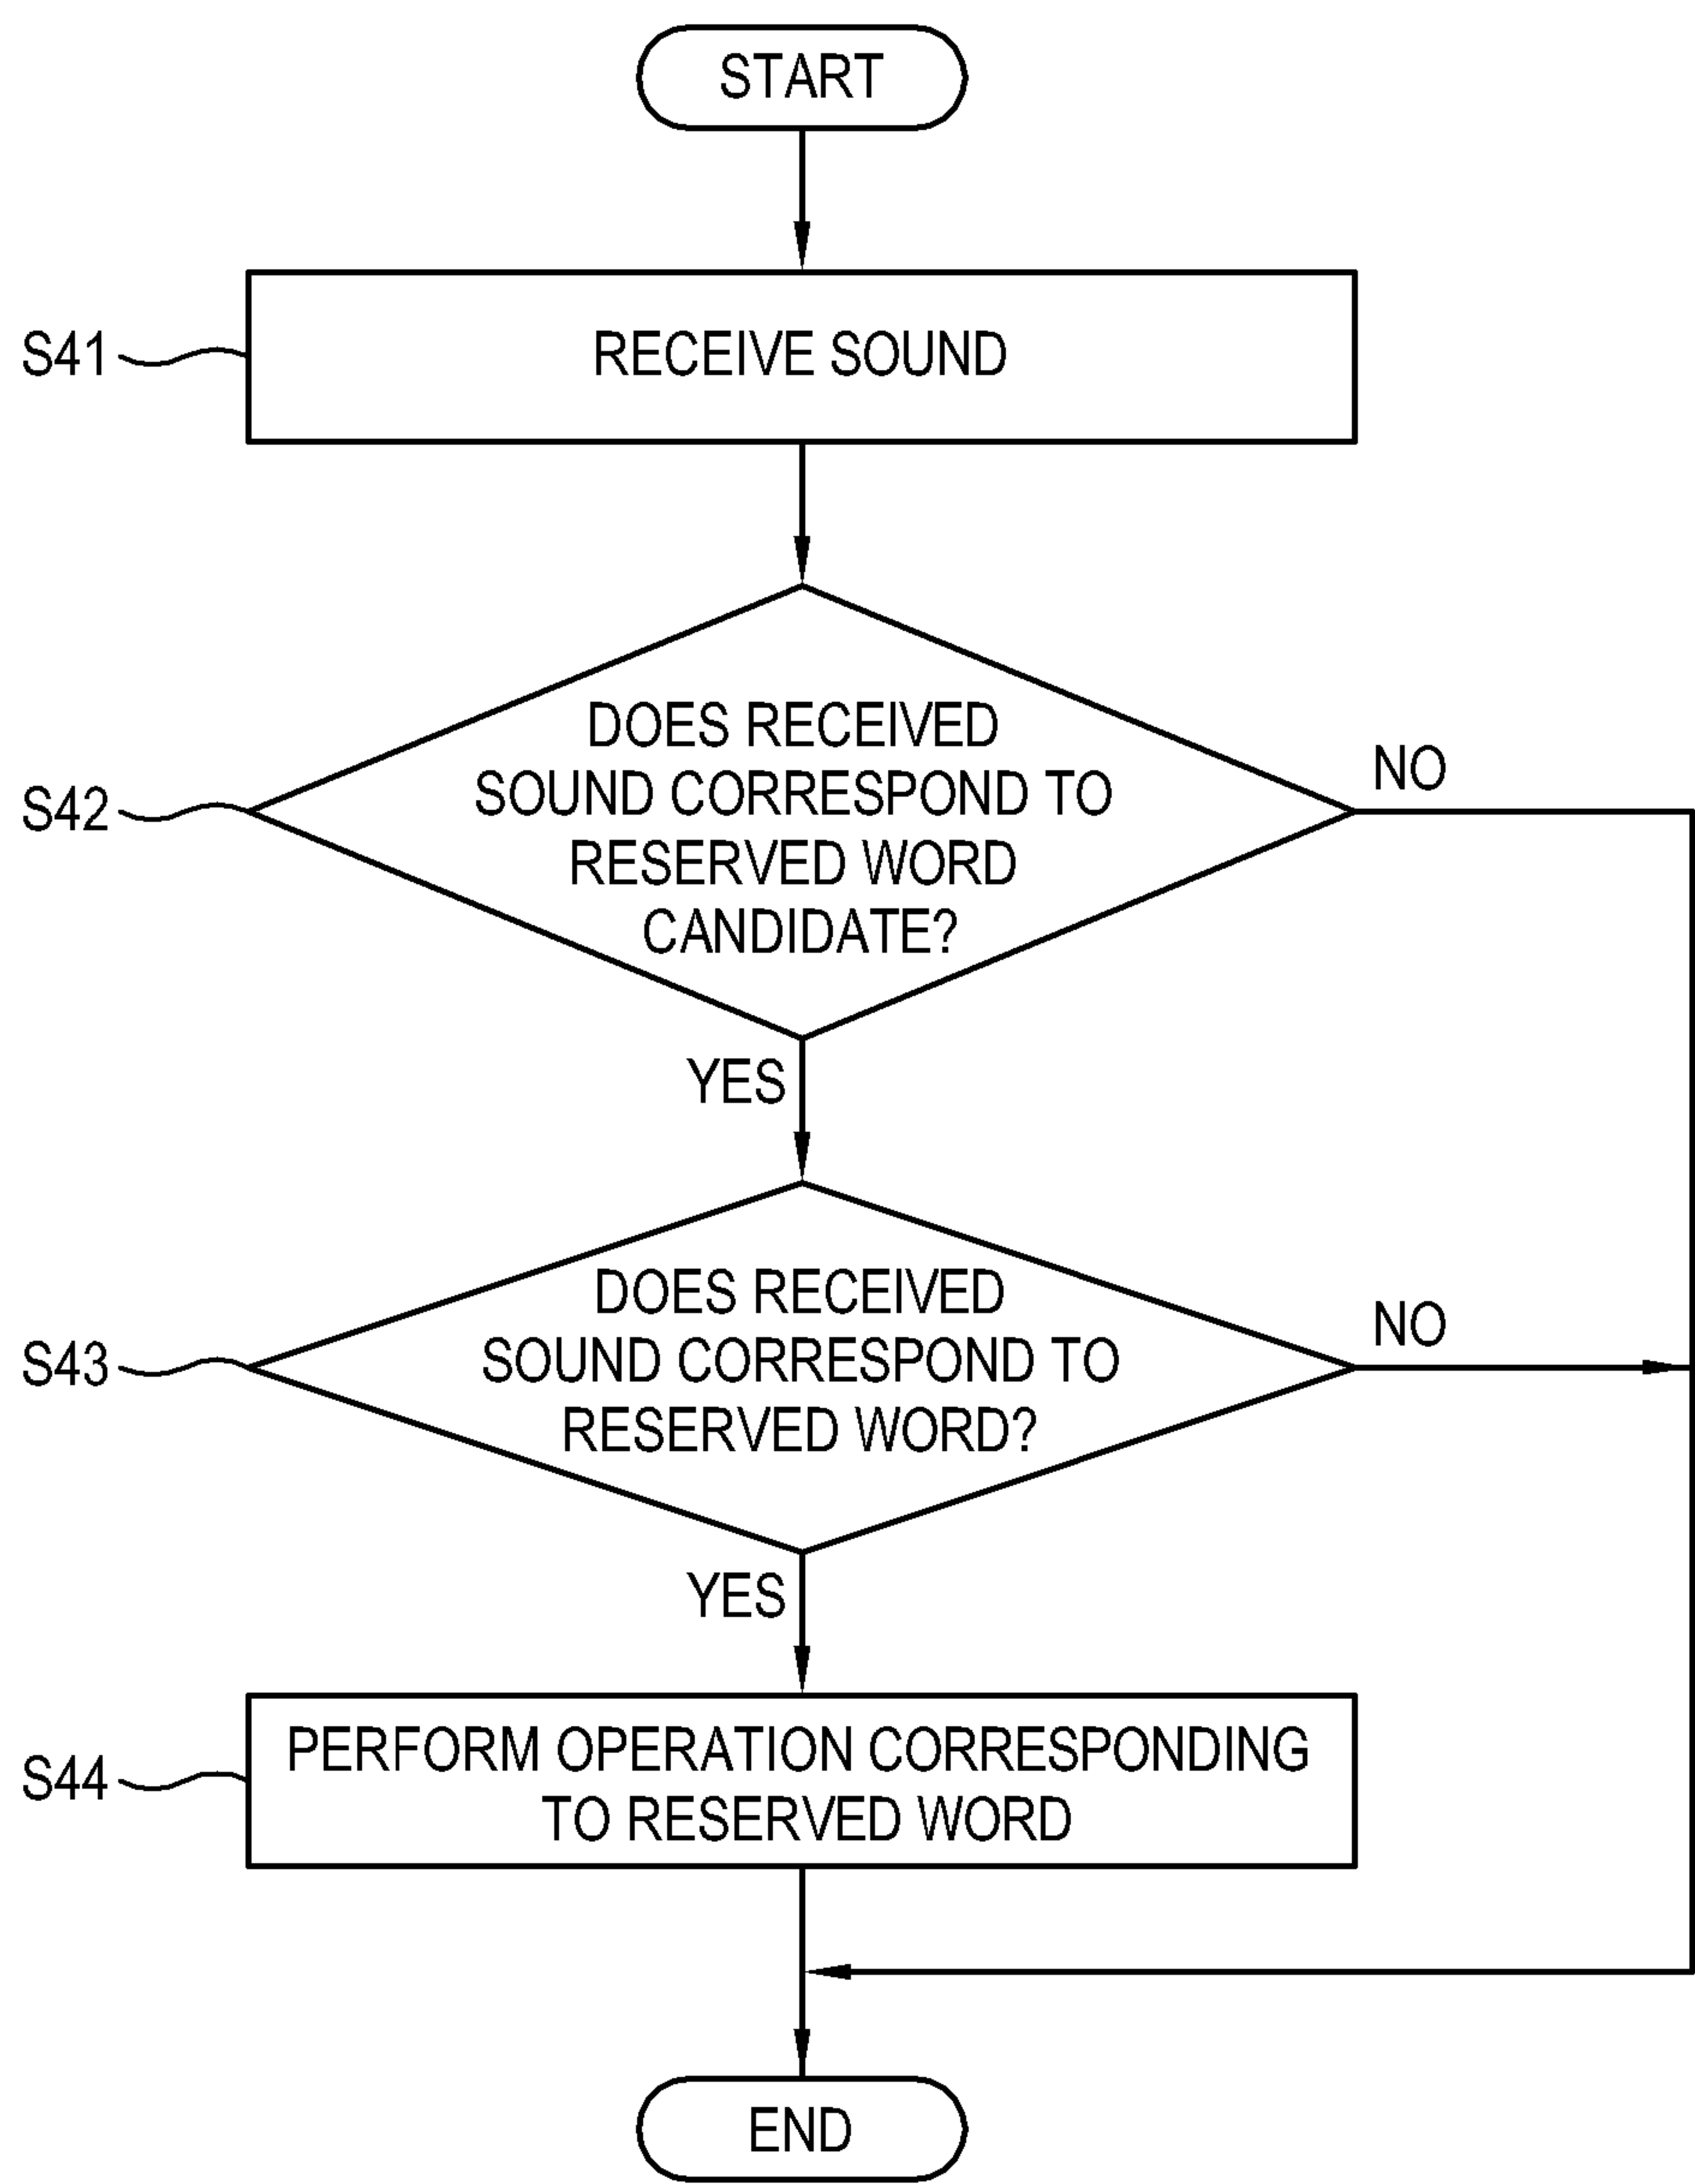 START
S41
RECEIVE SOUND
S42
DOES RECEIVED
SOUND CORRESPOND TO
RESERVED WORD
CANDIDATE?
NO
YES
S43
DOES RECEIVED
SOUND CORRESPOND TO
RESERVED WORD?
NO
YES
S44
PERFORM OPERATION CORRESPONDING
TO RESERVED WORD
END